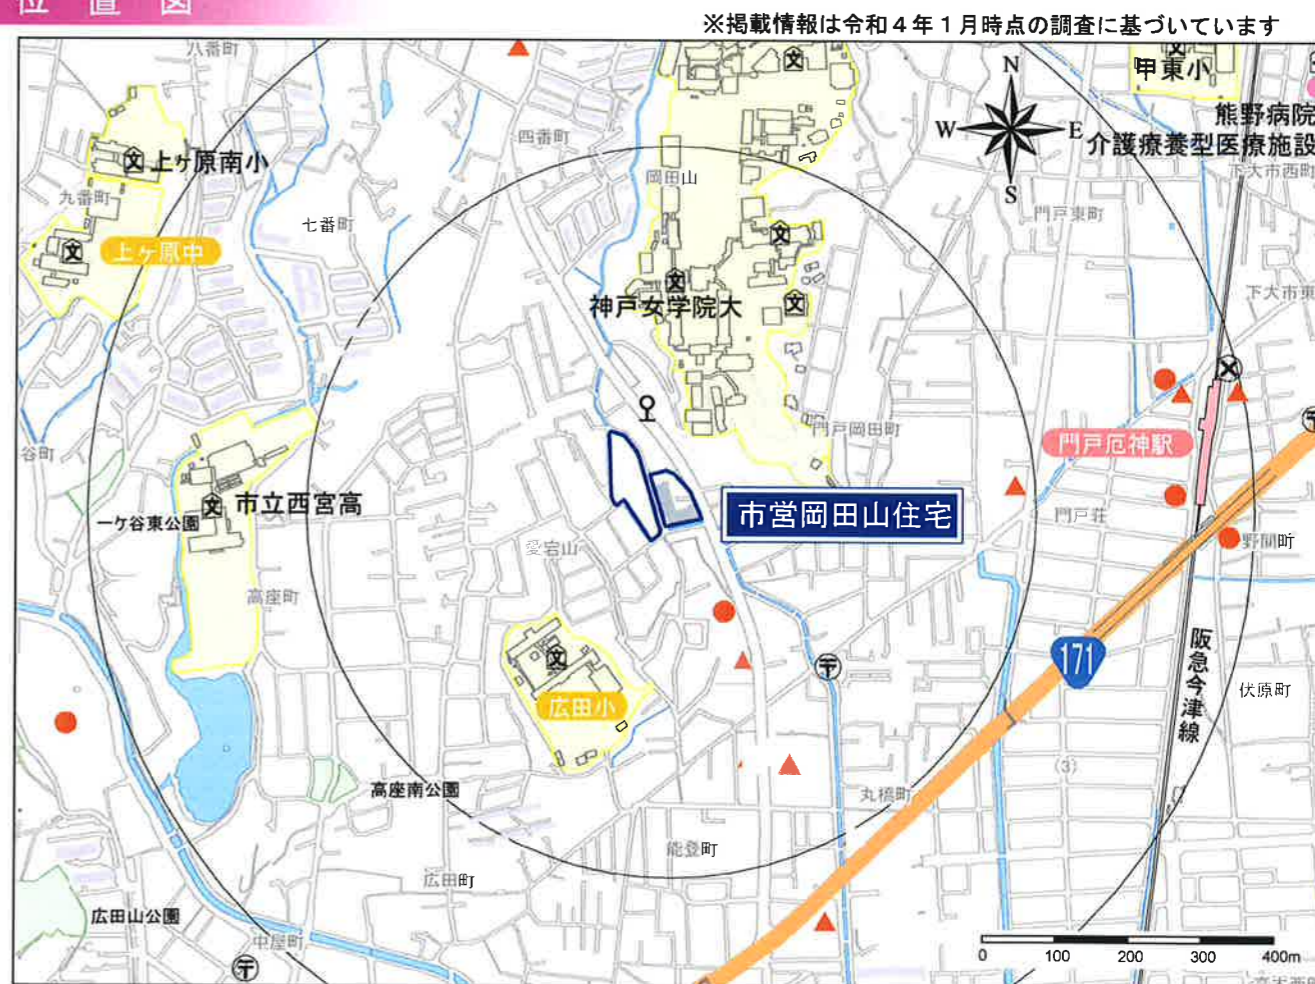 位置図
※掲載情報は令和４年１月時点の調査に基づいています
八番町
甲東小
N
熊野病院
四番町
W
E
介護療養型医療施設
上ヶ原南小
岡田山
下大市西町
S
九番町
門戸東町
七番町
上ヶ原中
下大市東
神戸女学院大
門戸岡田町
門戸厄神駅
谷町
市立西宮高
市営岡田山住宅
一ケ谷東公園
門戸荘
愛宕山
野間町
高座町
171
阪急今津線
伏原町
広田小
(3)
高座南公園
丸橋町
能登町
広田町
広田山公園
中屋町
0
100
200
300
400m